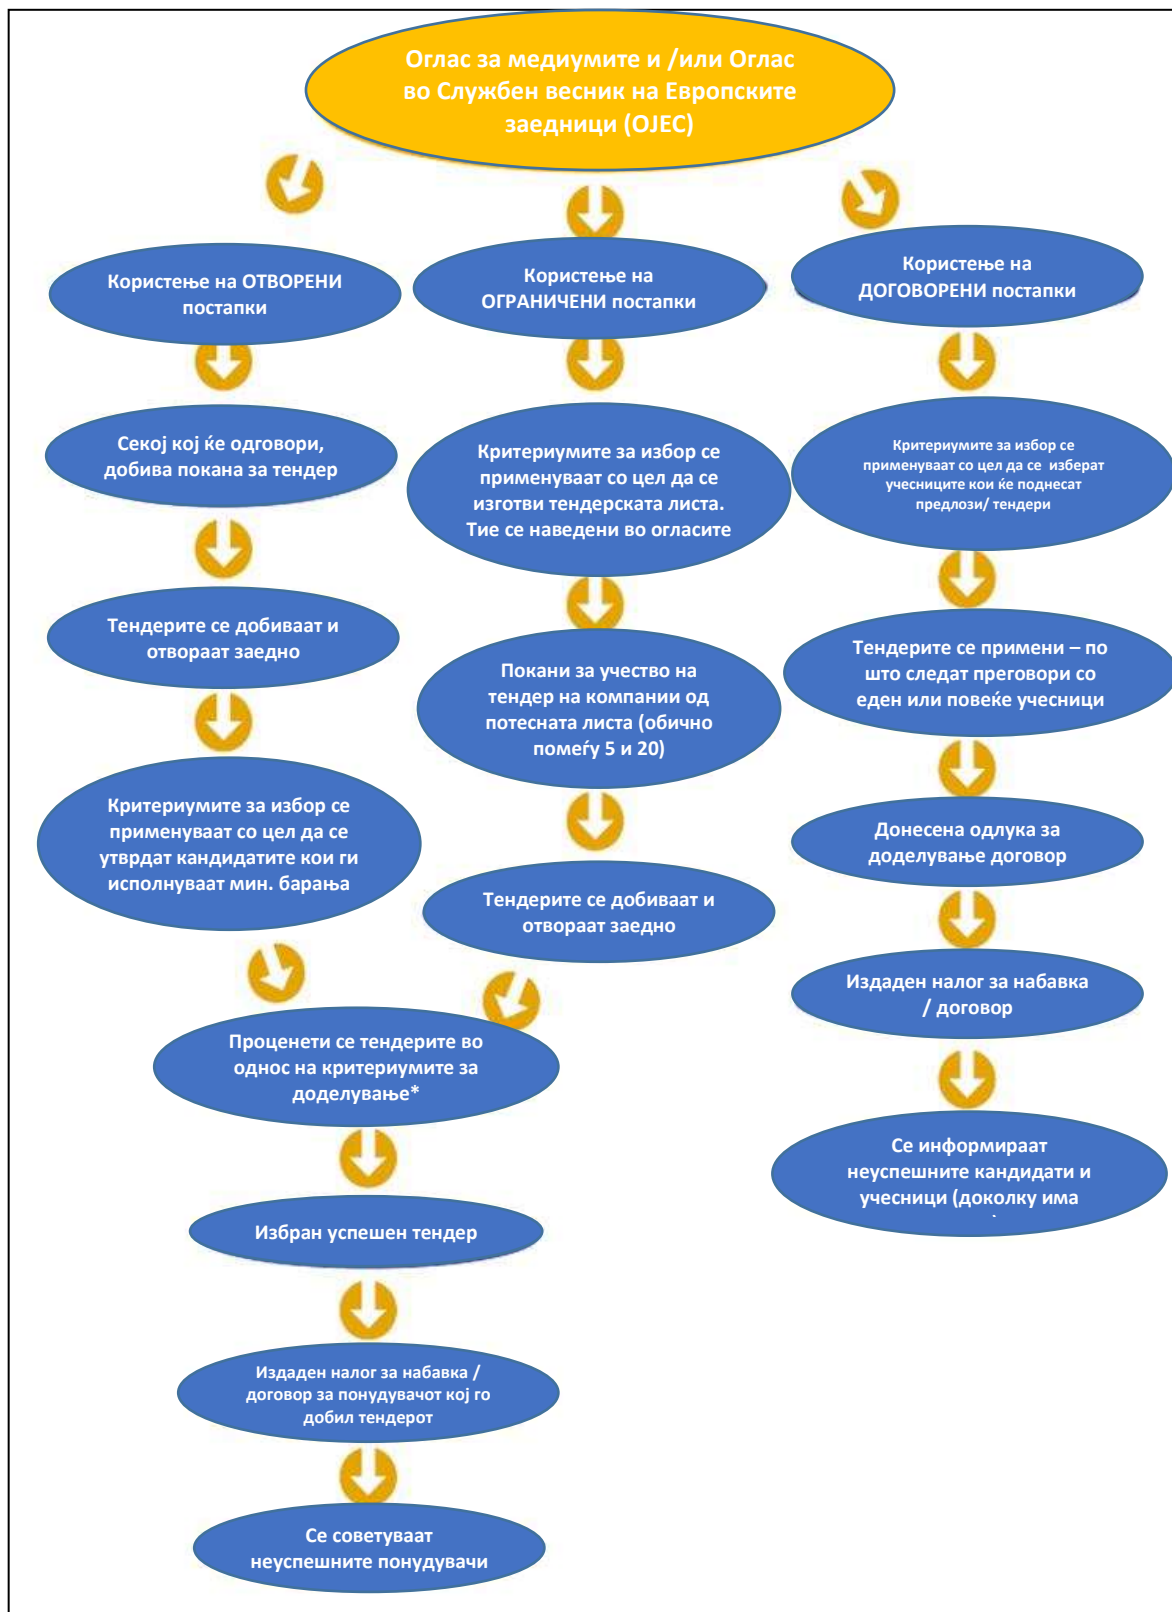 Оглас за медиумите и /или Оглас
во Службен весник на Европските
заедници (OJEC)
Користење на ОТВОРЕНИ
постапки
Секој кој ќе одговори,
добива покана за тендер
Тендерите се добиваат и
отвораат заедно
Критериумите за избор се
применуваат со цел да се
утврдат кандидатите кои ги
исполнуваат мин. барања
Користење на
ОГРАНИЧЕНИ постапки
Критериумите за избор се
применуваат со цел да се
изготви тендерската листа.
Тие се наведени во огласите
Покани за учество на
тендер на компании од
потесната листа (обично
помеѓу 5 и 20)
Тендерите се добиваат и
отвораат заедно
Проценети се тендерите во
однос на критериумите за
доделување*
Избран успешен тендер
Издаден налог за набавка /
договор за понудувачот кој го
добил тендерот
Се советуваат
неуспешните понудувачи
Користење на
ДОГОВОРЕНИ постапки
Критериумите за избор се
применуваат со цел да се  изберат
учесниците кои ќе поднесат
предлози/ тендери
Тендерите се примени – по
што следат преговори со
еден или повеќе учесници
Донесена одлука за
доделување договор
Издаден налог за набавка
/ договор
Се информираат
неуспешните кандидати и
учесници (доколку има